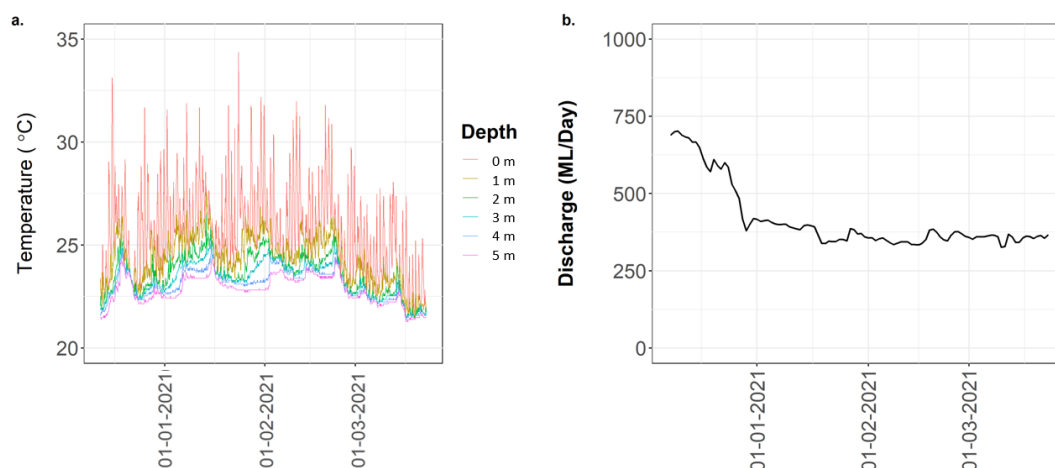 a.
Temperature ( °C)
35
30
25
20
01-01-2021
01-02-2021
01-03-2021
Depth
0 m
1 m
2 m
3 m
4 m
5 m
b.
Discharge (ML/Day)
1000
750
500
250
0
01-01-2021
01-02-2021
01-03-2021